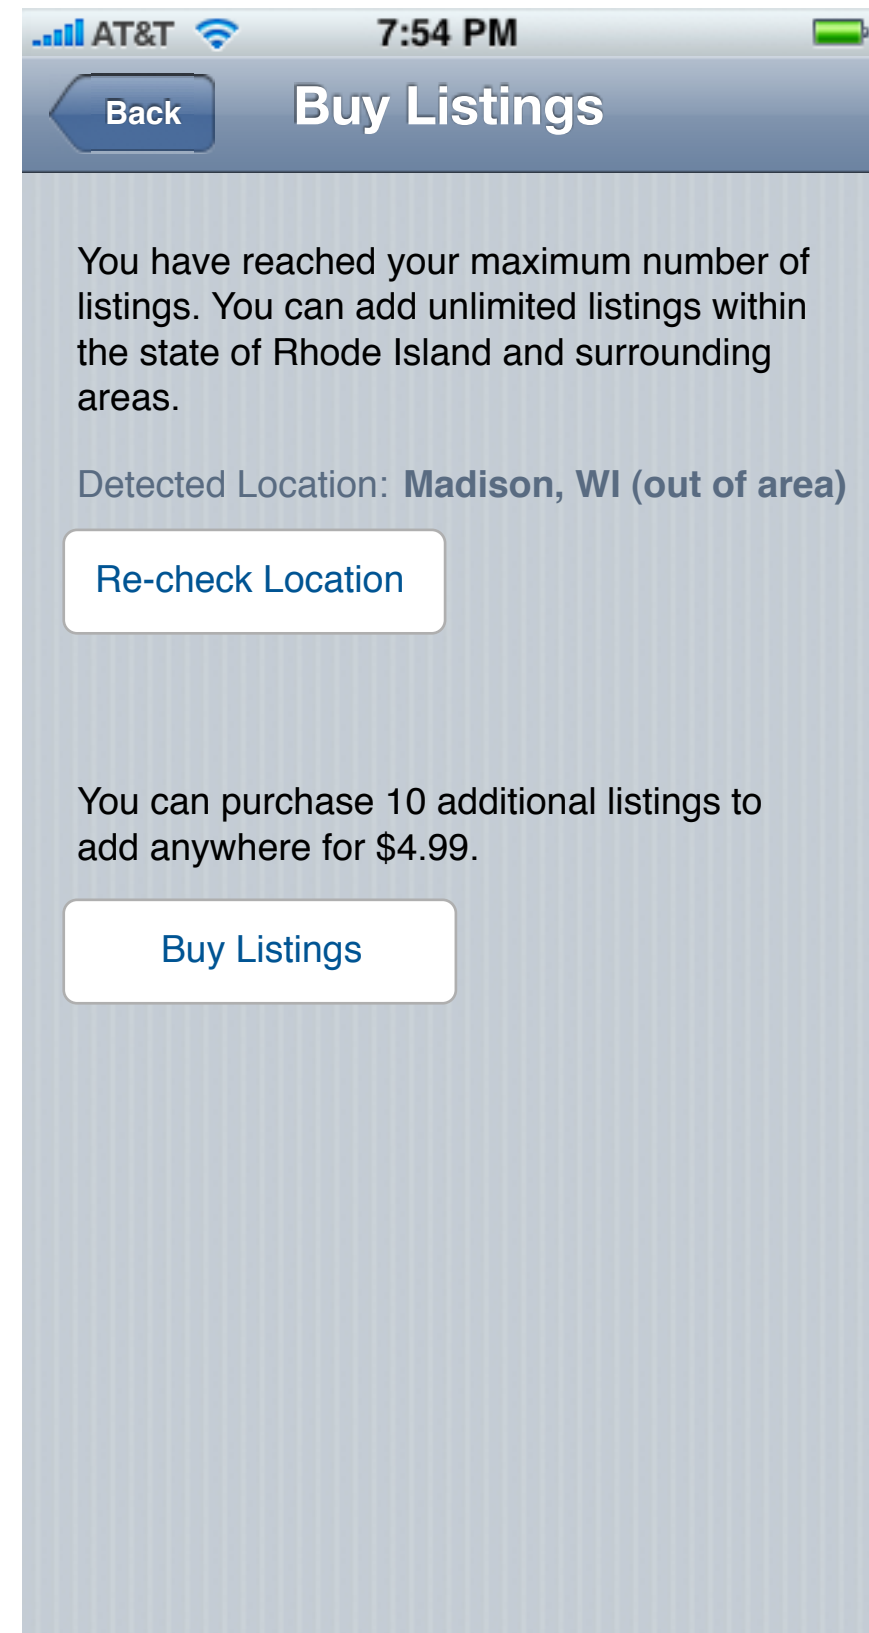 AT&T 7:54 PM
Back Buy Listings
You have reached your maximum number of
listings. You can add unlimited listings within
the state of Rhode Island and surrounding
areas.
Detected Location: Madison, WI (out of area)
Re-check Location
You can purchase 10 additional listings to
add anywhere for $4.99.
Buy Listings